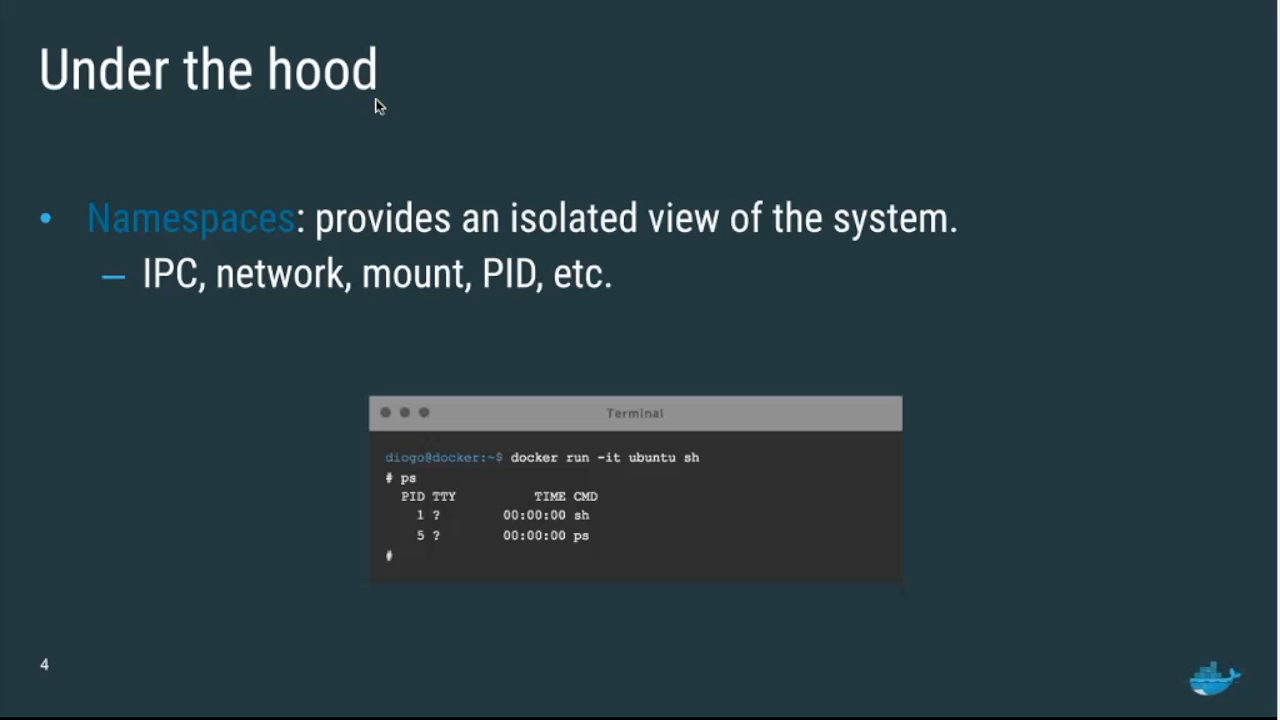 Under the hood
• Namespaces: provides an isolated view of the system.
– IPC, network, mount, PID, etc.
Terminal
diogo@docker:~$ docker run -it ubuntu sh
# ps
PID TTY          TIME CMD
1 ?        00:00:00 sh
5 ?        00:00:00 ps
#
4